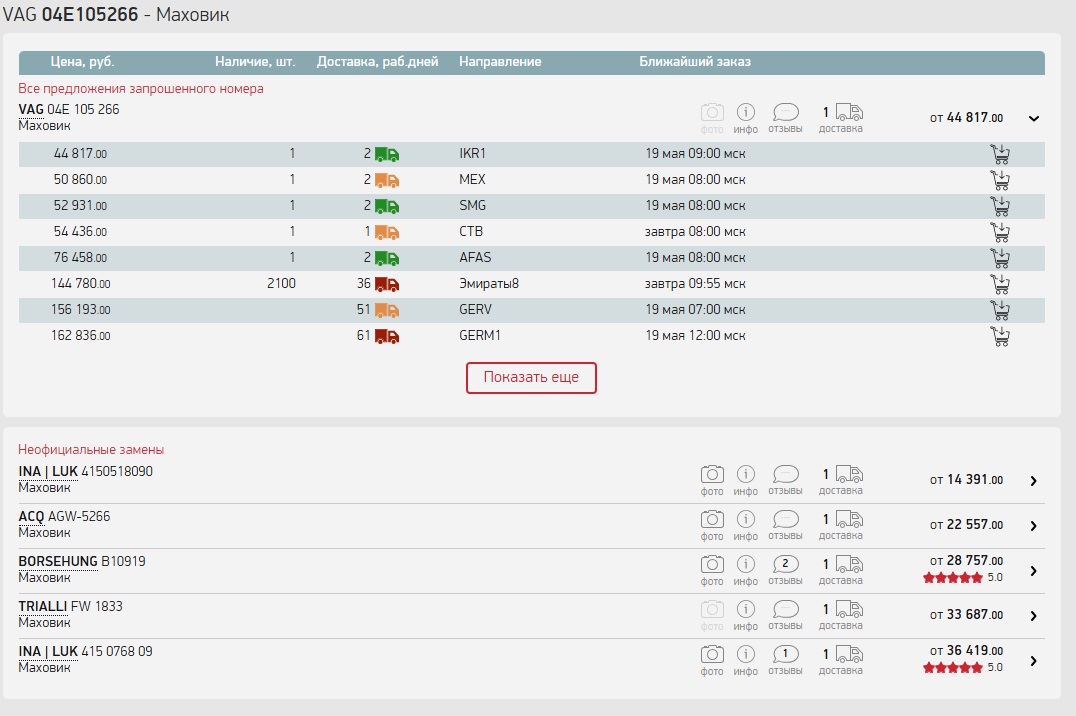 VAG 04E105266 - Маховик
Цена, руб. Наличие, шт. Доставка, раб.дней Направление Ближайший заказ
Все предложения запрошенного номера
VAG 04E 105 266
Маховик
фото инфо отзывы 1 доставка от 44 817.00
44 817.00 1 2 IKR1 19 мая 09:00 мск
50 860.00 1 2 MEX 19 мая 08:00 мск
52 931.00 1 2 SMG 19 мая 08:00 мск
54 436.00 1 1 CTB завтра 08:00 мск
76 458.00 1 2 AFAS 19 мая 08:00 мск
144 780.00 2100 36 Эмираты8 завтра 09:55 мск
156 193.00 51 GERV 19 мая 07:00 мск
162 836.00 61 GERM1 19 мая 12:00 мск
Показать еще
Неофициальные замены
INA | LUK 4150518090
Маховик
фото инфо отзывы 1 доставка от 14 391.00
ACQ AGW-5266
Маховик
фото инфо отзывы 1 доставка от 22 557.00
BORSEHUNG B10919
Маховик
фото инфо 2 отзывы 1 доставка от 28 757.00
5.0
TRIALLI FW 1833
Маховик
фото инфо отзывы 1 доставка от 33 687.00
INA | LUK 415 0768 09
Маховик
фото инфо 1 отзывы 1 доставка от 36 419.00
5.0